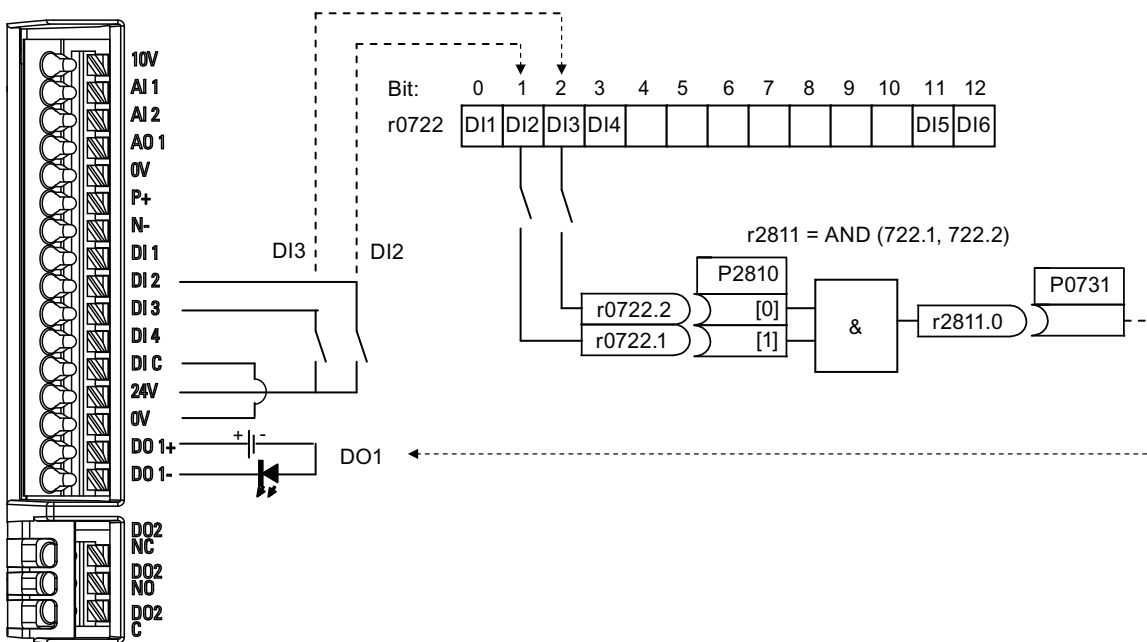 10V
AI 1
AI 2
AO 1
0V
P+
N-
DI 1
DI 2
DI 3
DI 4
DI C
24V
0V
DO 1+
DO 1-
DO2
NC
DO2
NO
DO2
C
DI3 DI2
+ -
DO1
Bit: 0 1 2 3 4 5 6 7 8 9 10 11 12
r0722 DI1 DI2 DI3 DI4 DI5 DI6
r2811 = AND (722.1, 722.2)
P2810
r0722.2 [0]
r0722.1 [1]
&
r2811.0
P0731